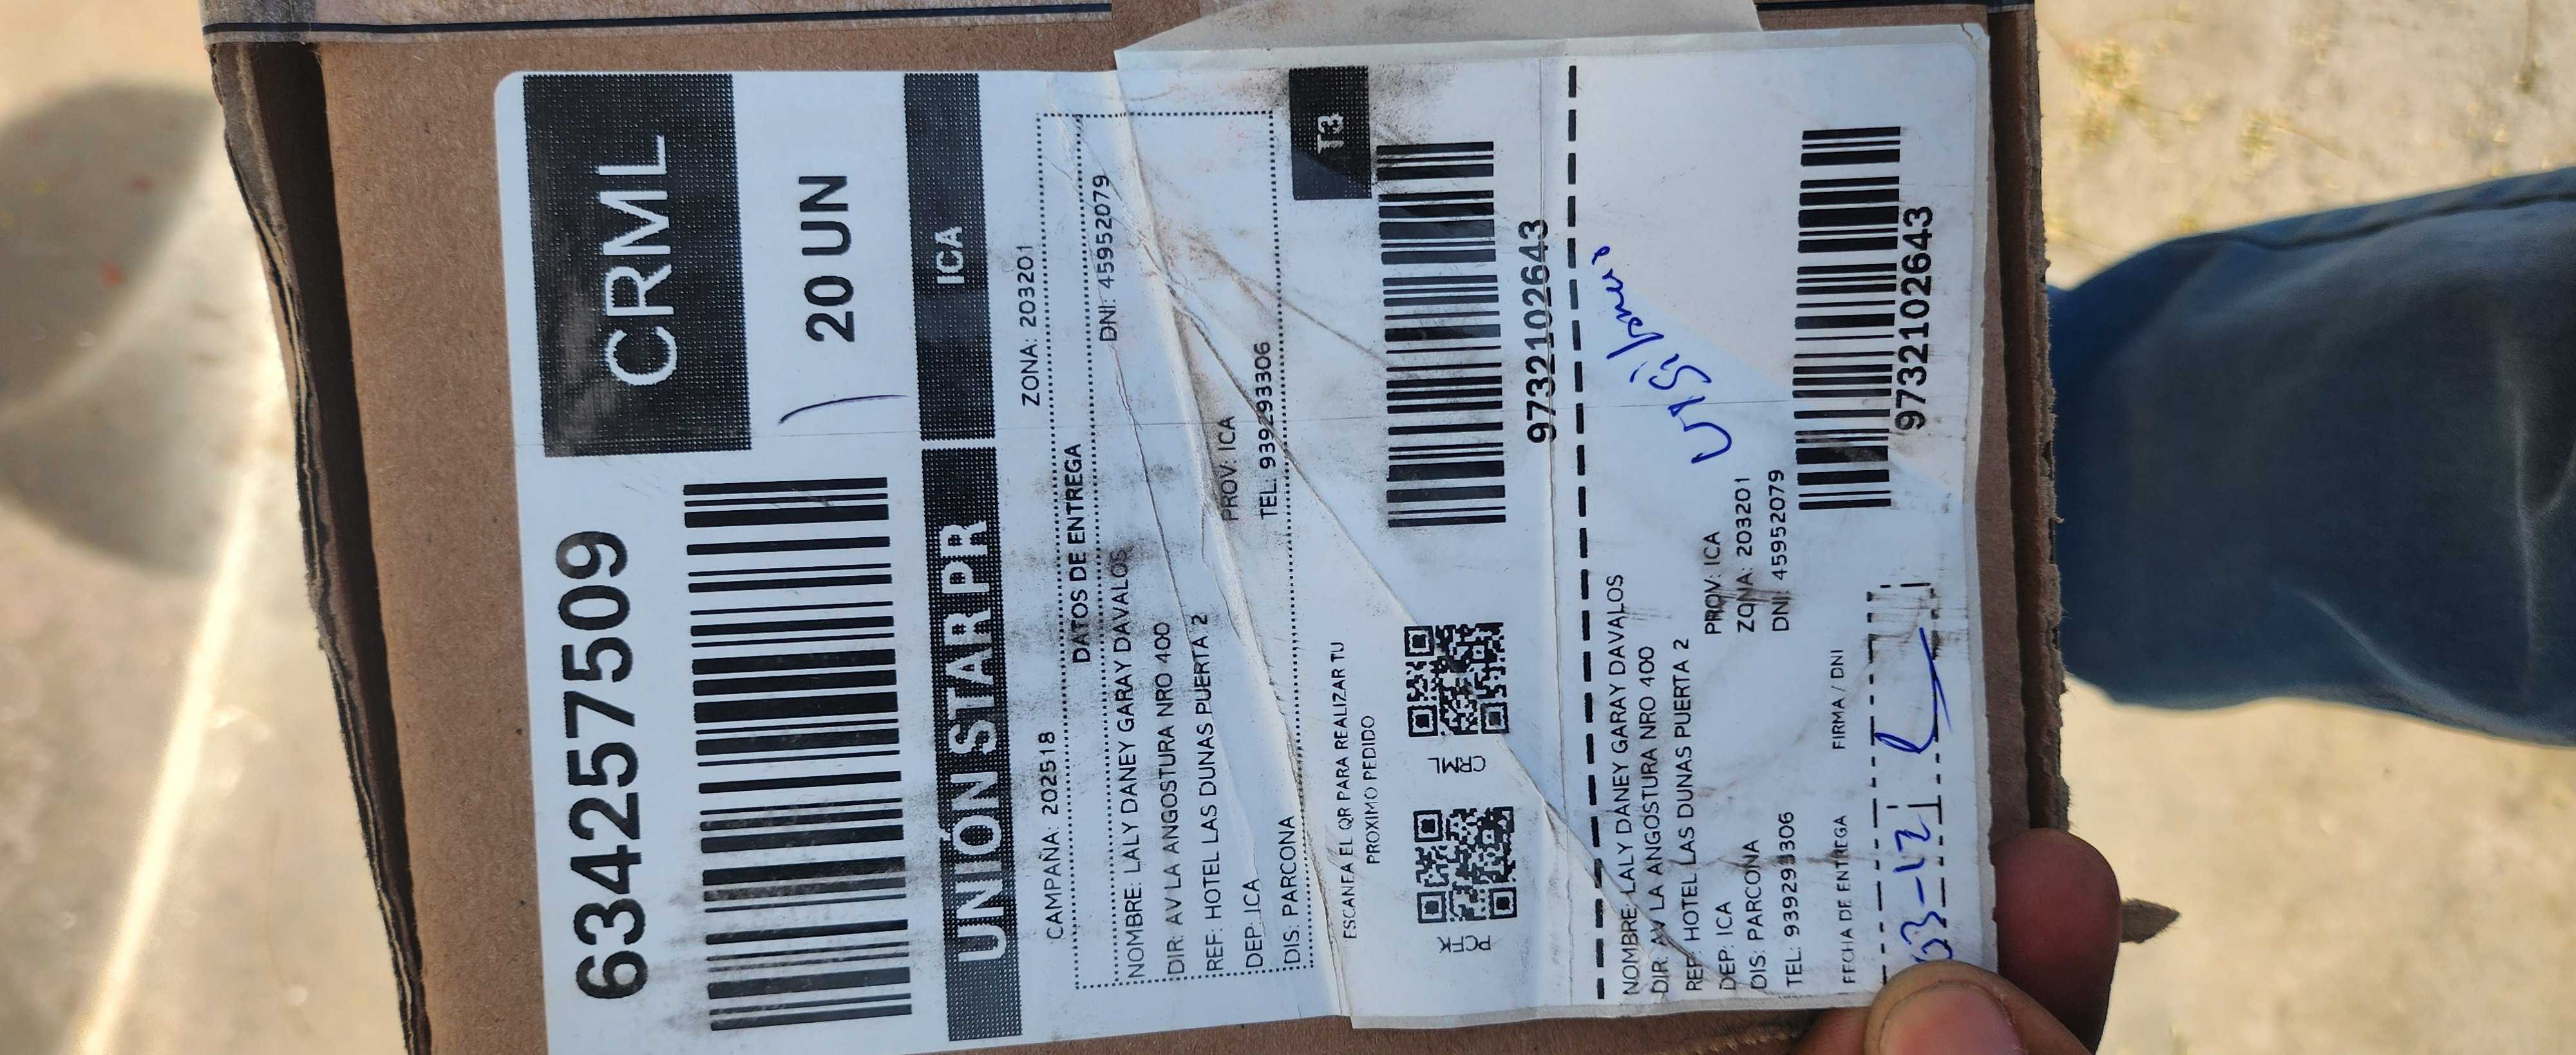 6342577509
CRML
20 UN
UNIÓN STAR PR
ICA
CAMPAÑA: 202518
ZONA: 203201
DATOS DE ENTREGA
NOMBRE: LALY DANEY GARAY DAVALOS
DNI: 45952079
DIR: AV LA ANGOSTURA NRO 400
REF: HOTEL LAS DUNAS PUERTA 2
DEP: ICA
PROV: ICA
DIS: PARCONA
TEL: 939293306
T3
ESCANEA EL QR PARA REALIZAR TU
PROXIMO PEDIDO
PCFK
CRML
9732102643
NOMBRE: LALY DANEY GARAY DAVALOS
DIR: AV LA ANGOSTURA NRO 400
REF: HOTEL LAS DUNAS PUERTA 2
DEP: ICA
PROV: ICA
DIS: PARCONA
ZONA: 203201
TEL: 939293306
DNI: 45952079
9732102643
FECHA DE ENTREGA
FIRMA / DNI
03-12